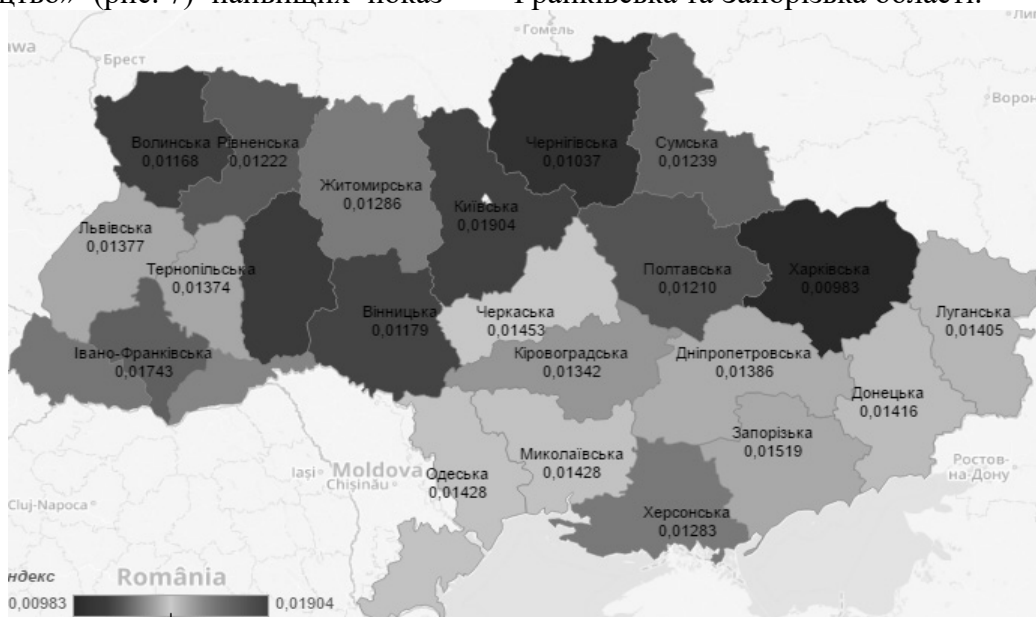 цтво» (рис. 7) найвищих показ-
Франківська та Запорізька області.
Гомель
Брест
Воро
Волинська
0,01168
Рівненська
0,01222
Житомирська
0,01286
Київська
0,01904
Чернігівська
0,01037
Сумська
0,01239
Львівська
0,01377
Тернопільська
0,01374
Вінницька
0,01179
Черкаська
0,01453
Полтавська
0,01210
Харківська
0,00983
Луганська
0,01405
Івано-Франківська
0,01743
Кіровоградська
0,01342
Дніпропетровська
0,01386
Донецька
0,01416
Запорізька
0,01519
Миколаївська
0,01428
Одеська
0,01428
Херсонська
0,01283
Iași
Moldova
Chișinău
Cluj-Napoca
Ростов-
на-Дону
România
ндекс
0,00983
0,01904